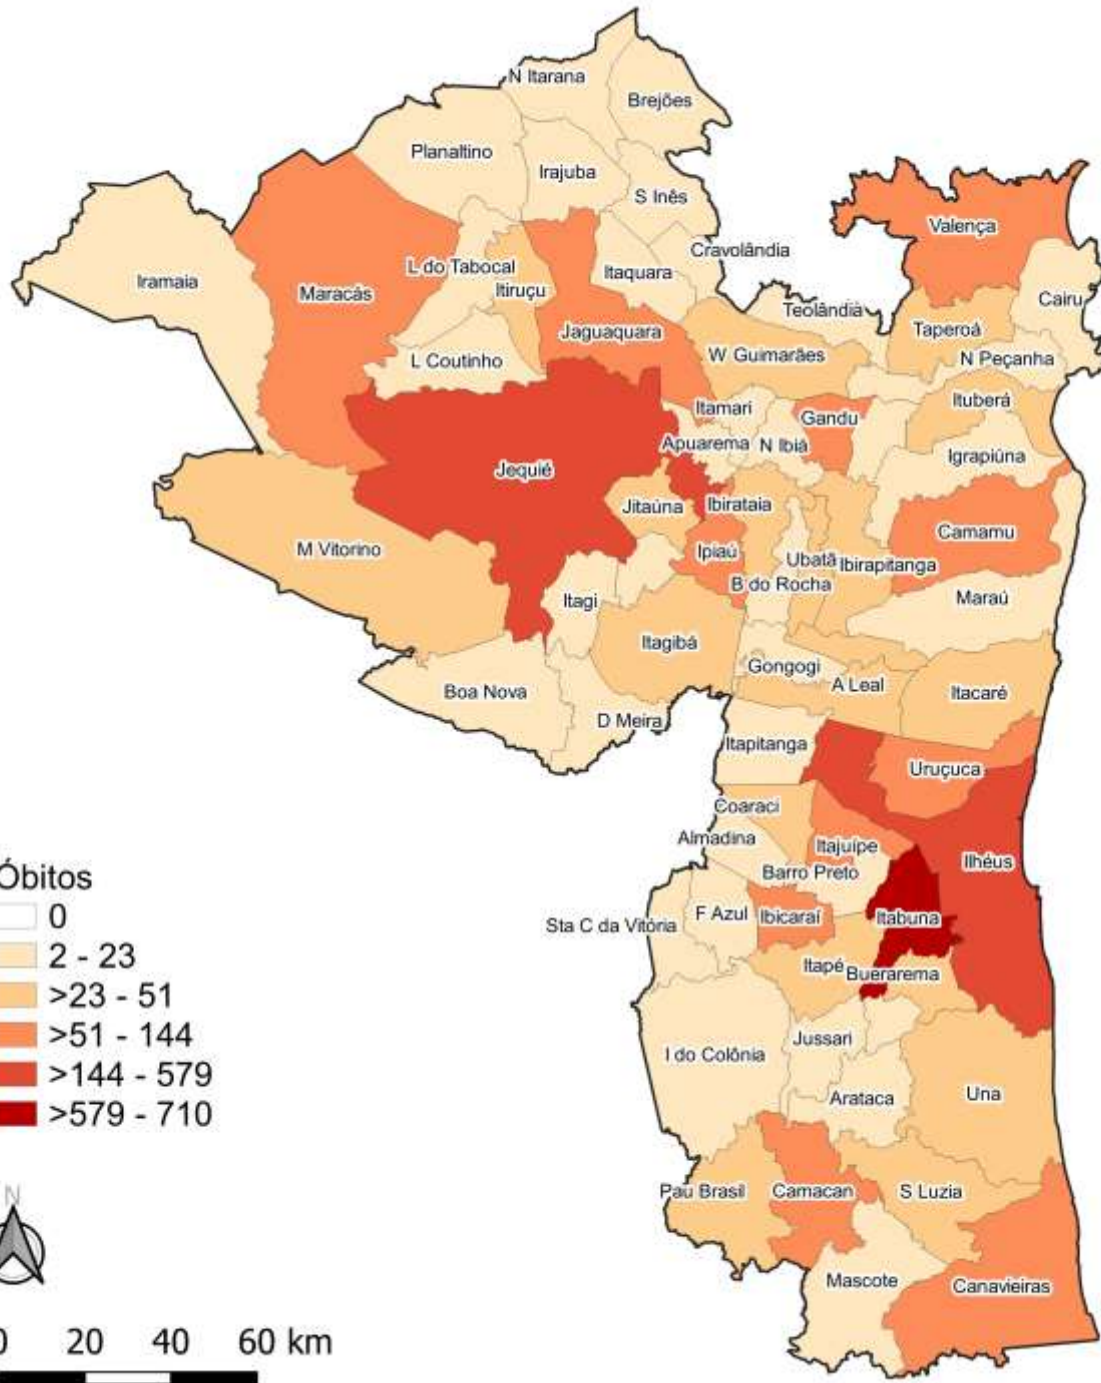 N Itarana
Brejões
Planaltino
Irajuba
S Inês
Valença
Cravolândia
L do Tabocal
Itaquara
Iramaia
Itiruçu
Maracás
Cairu
Teolândia
Taperoá
Jaguaquara
W Guimarães
L Coutinho
N Peçanha
Ituberá
Itamari
Gandu
Apuarema
N Ibiá
Igrapiúna
Jequié
Jitaúna
Ibirataia
Camamu
M Vitorino
Ipiaú
Ubatã
Ibirapitanga
B do Rocha
Itagi
Maraú
Itagibá
Gongogi
A Leal
Boa Nova
Itacaré
D Meira
Itapitanga
Uruçuca
Coaraci
Almadina
Itajuípe
Ilhéus
Barro Preto
F Azul
Ibicaraí
Itabuna
Sta C da Vitória
Itapé
Buerarema
Jussari
I do Colônia
Una
Arataca
Pau Brasil
Camacan
S Luzia
Mascote
Canavieiras
Óbitos
0
2 - 23
>23 - 51
>51 - 144
>144 - 579
>579 - 710
N
0 20 40 60 km